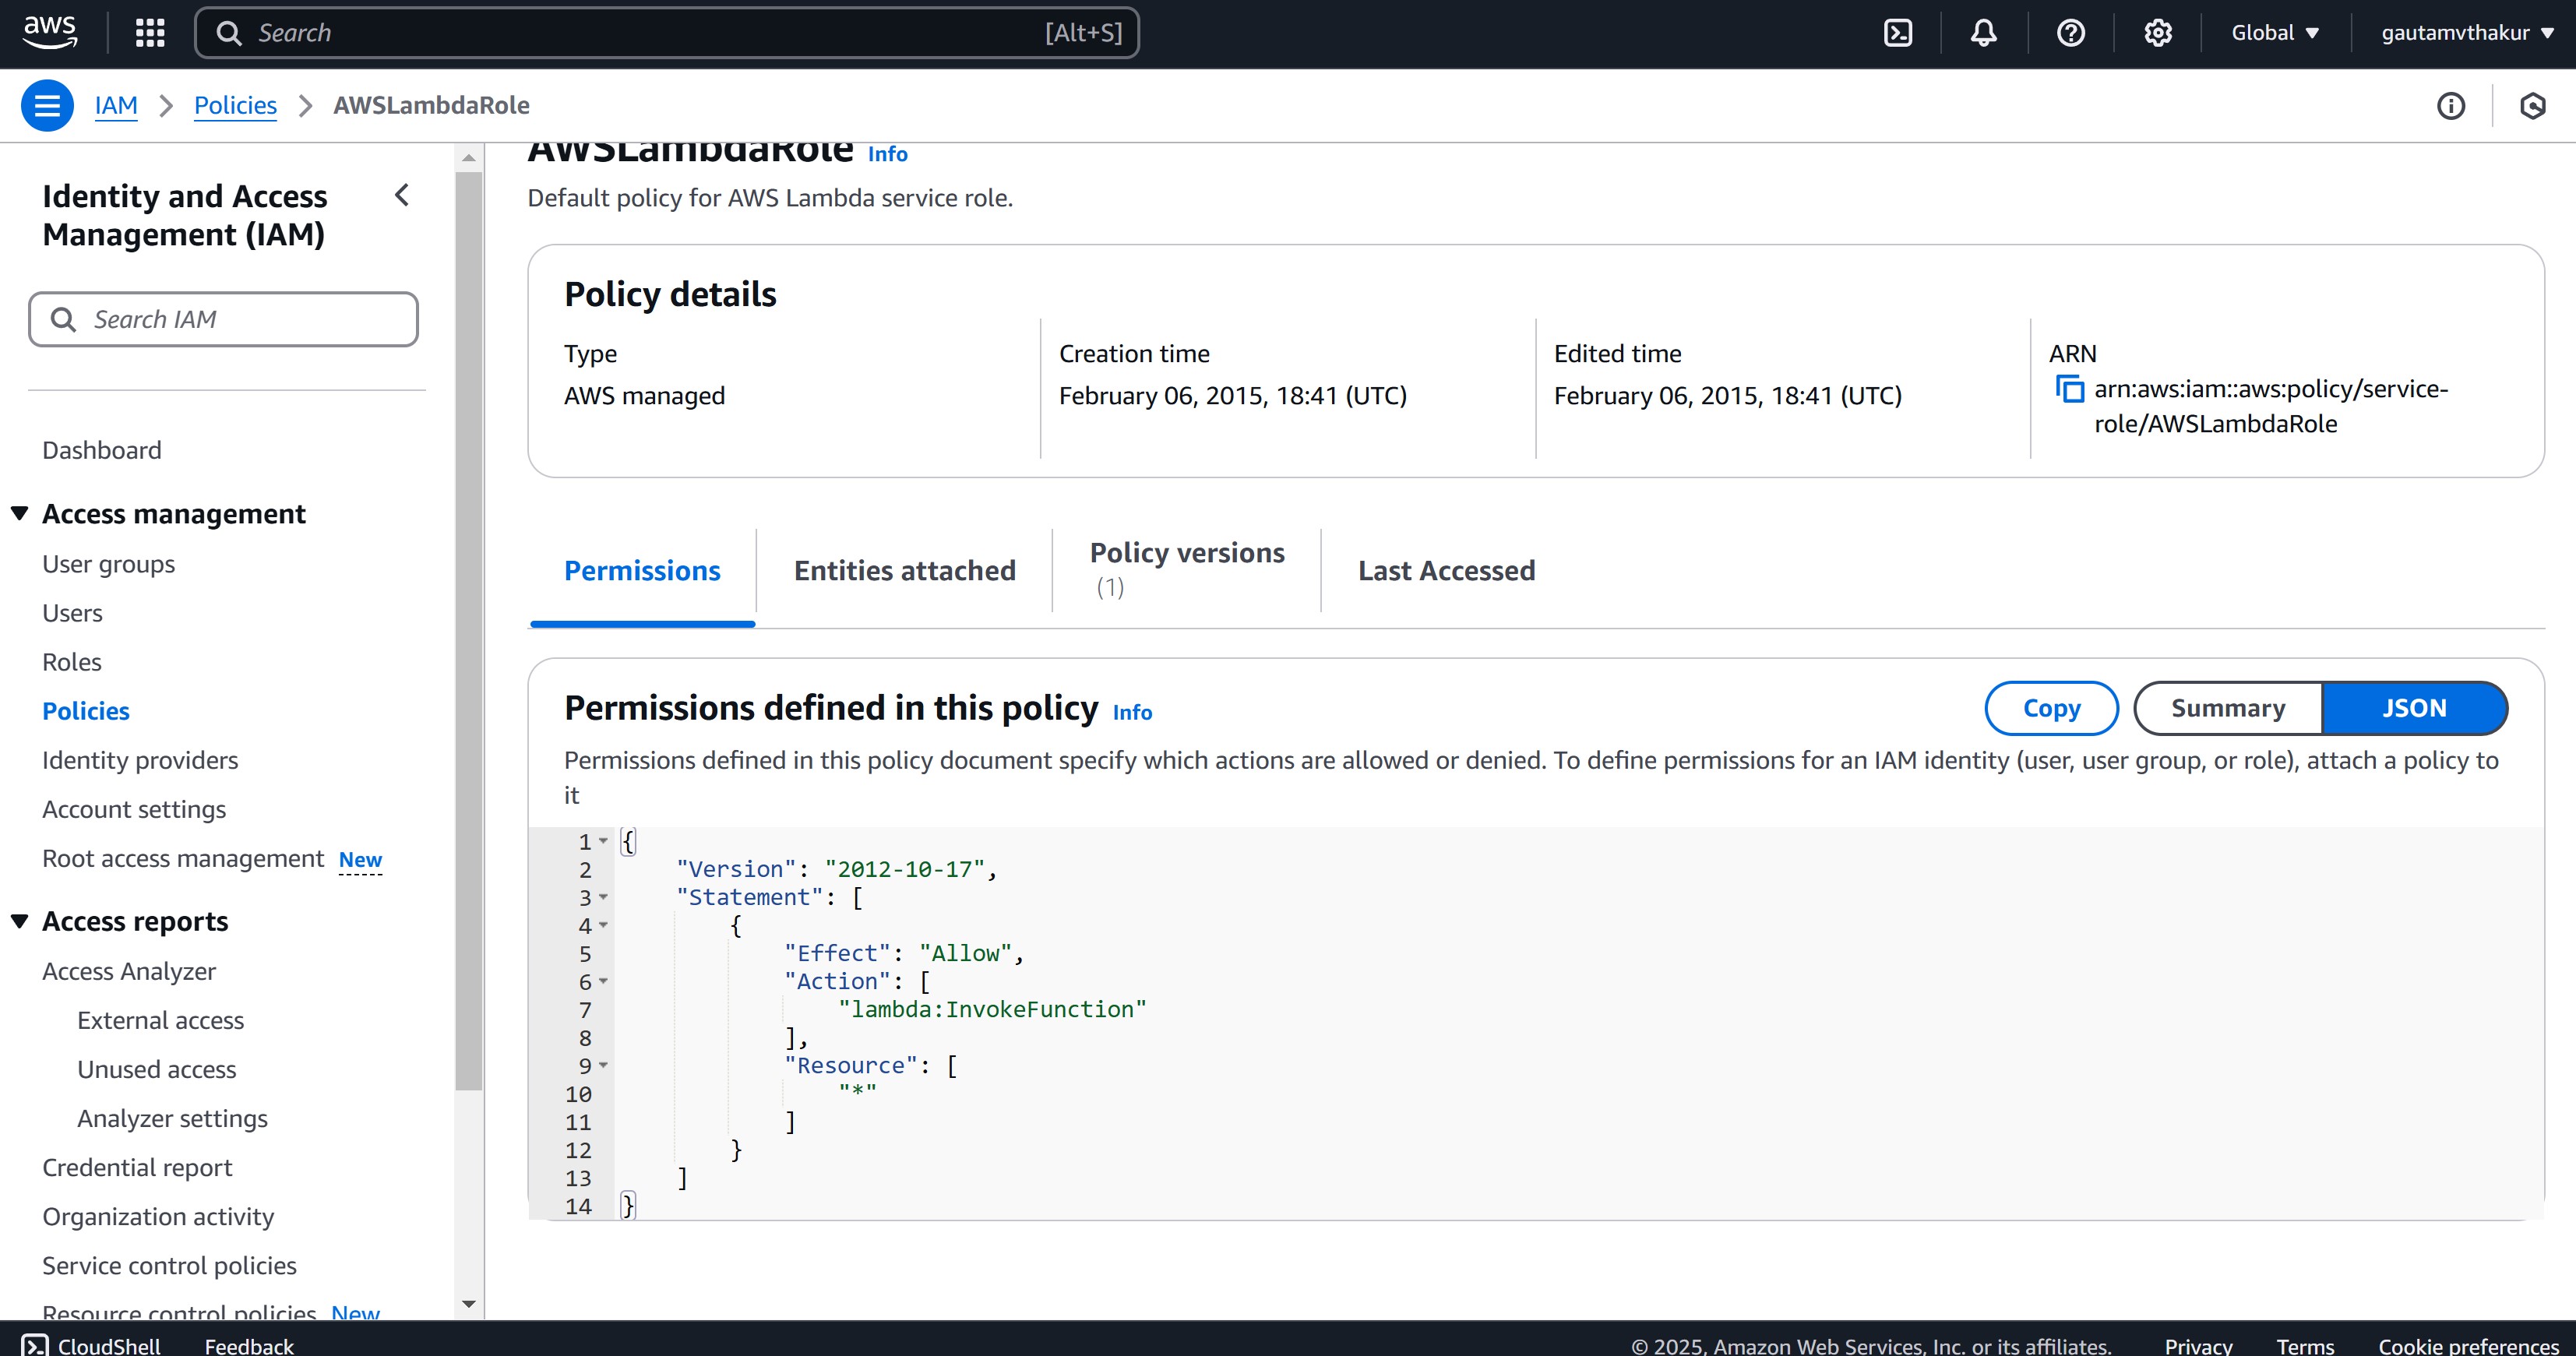 aws
Search [Alt+S]
Global
gautamvthakur
IAM
Policies
AWSLambdaRole
Identity and Access
Management (IAM)
Search IAM
Dashboard
Access management
User groups
Users
Roles
Policies
Identity providers
Account settings
Root access management New
Access reports
Access Analyzer
External access
Unused access
Analyzer settings
Credential report
Organization activity
Service control policies
Resource control policies New
AWSLambdaRole Info
Default policy for AWS Lambda service role.
Policy details
Type
AWS managed
Creation time
February 06, 2015, 18:41 (UTC)
Edited time
February 06, 2015, 18:41 (UTC)
ARN
arn:aws:iam::aws:policy/service-
role/AWSLambdaRole
Permissions
Entities attached
Policy versions
(1)
Last Accessed
Permissions defined in this policy Info
Copy
Summary
JSON
Permissions defined in this policy document specify which actions are allowed or denied. To define permissions for an IAM identity (user, user group, or role), attach a policy to
it
1 {
2 "Version": "2012-10-17",
3 "Statement": [
4 {
5 "Effect": "Allow",
6 "Action": [
7 "lambda:InvokeFunction"
8 ],
9 "Resource": [
10 "*"
11 ]
12 }
13 ]
14 }
CloudShell
Feedback
© 2025, Amazon Web Services, Inc. or its affiliates.
Privacy
Terms
Cookie preferences